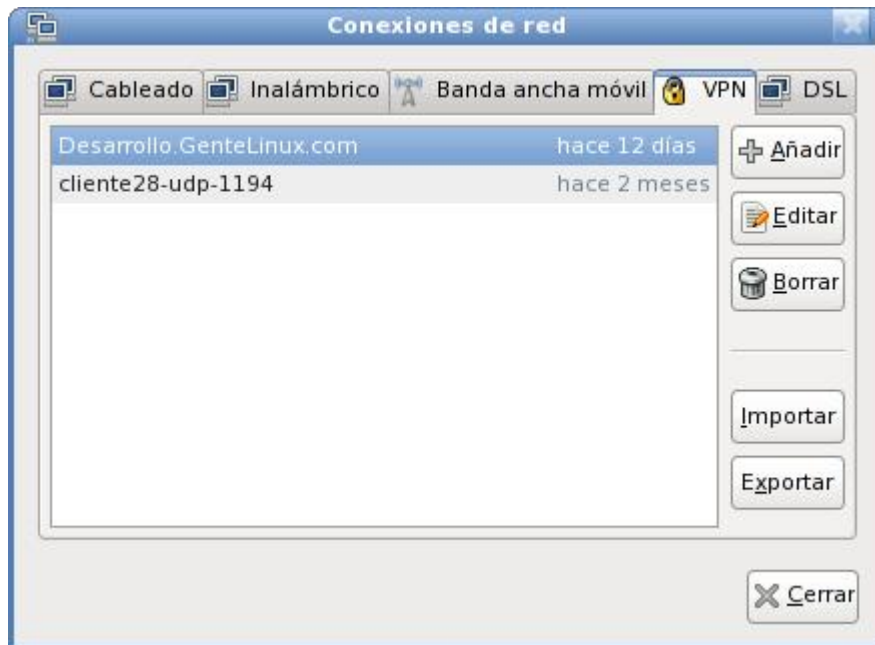 Conexiones de red
Cableado Inalámbrico Banda ancha móvil VPN DSL
Desarrollo.GenteLinux.com hace 12 días
cliente28-udp-1194 hace 2 meses
Añadir
Editar
Borrar
Importar
Exportar
Cerrar